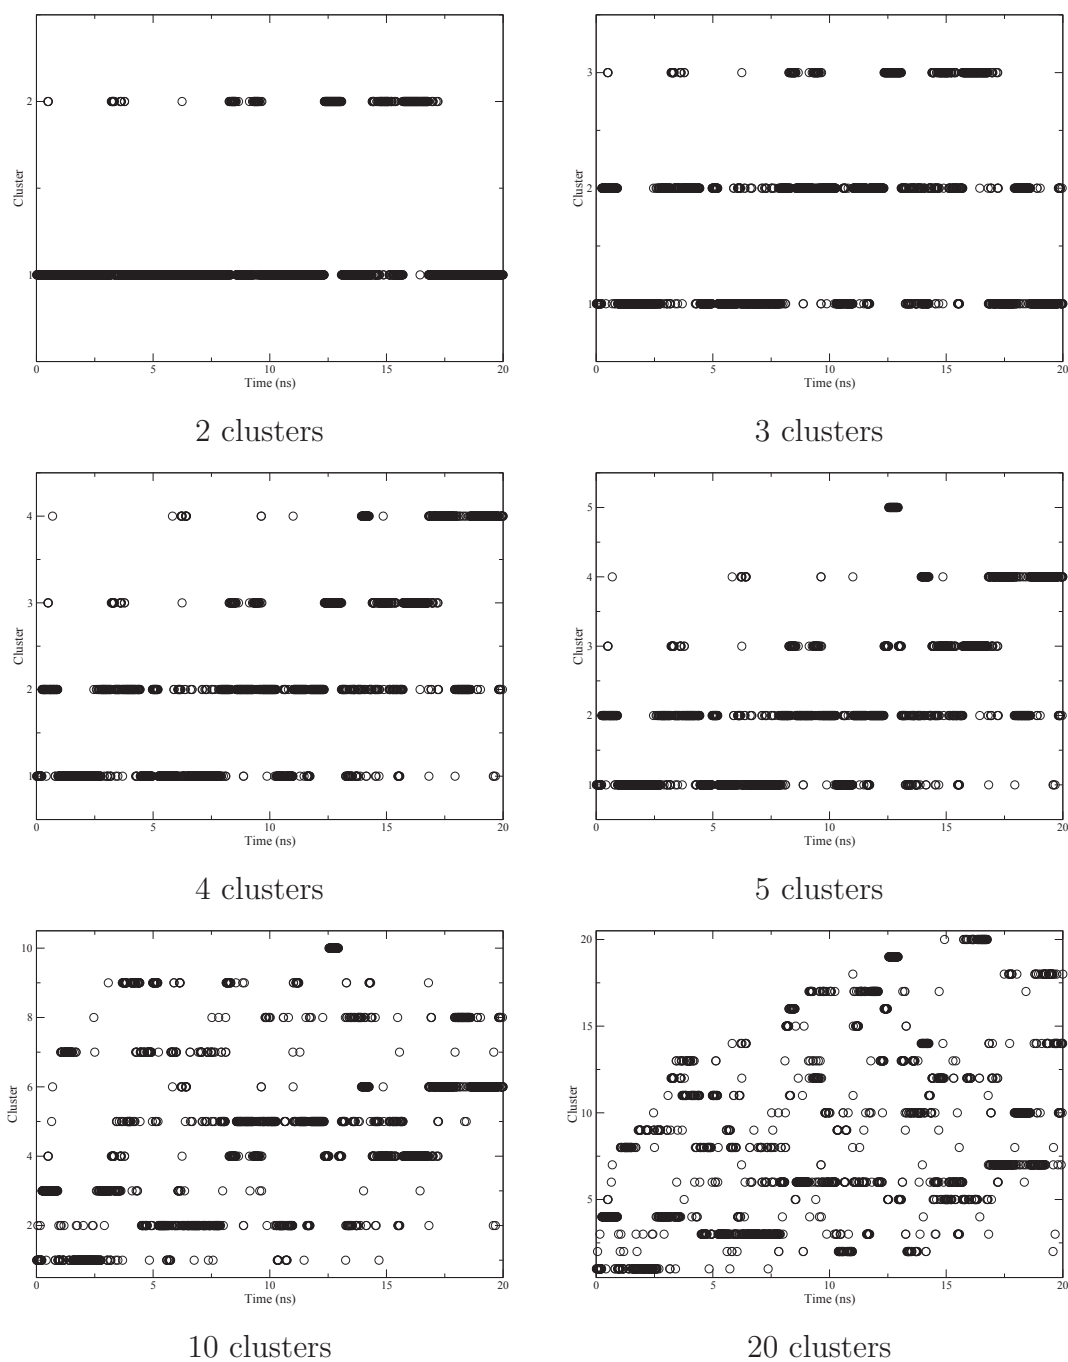 2
1
Cluster
0 5 10 15 20
Time (ns)
2 clusters
3
2
1
Cluster
0 5 10 15 20
Time (ns)
3 clusters
4
3
2
1
Cluster
0 5 10 15 20
Time (ns)
4 clusters
5
4
3
2
1
Cluster
0 5 10 15 20
Time (ns)
5 clusters
10
8
6
4
2
Cluster
0 5 10 15 20
Time (ns)
10 clusters
20
15
10
5
Cluster
0 5 10 15 20
Time (ns)
20 clusters